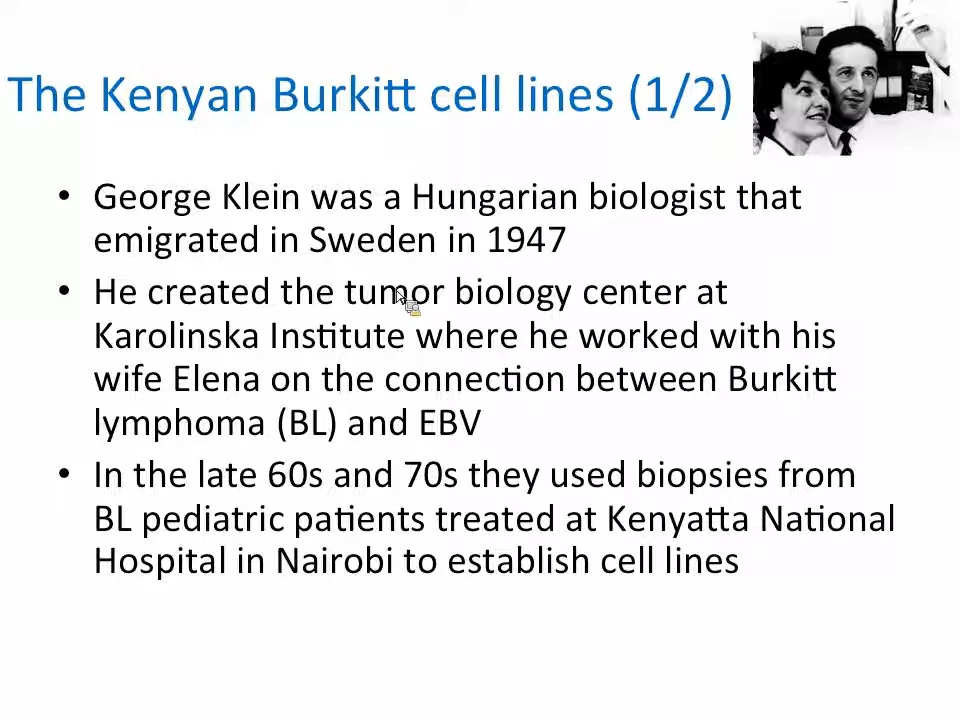 The Kenyan Burkitt cell lines (1/2)
• George Klein was a Hungarian biologist that
emigrated in Sweden in 1947
• He created the tumor biology center at
Karolinska Institute where he worked with his
wife Elena on the connection between Burkitt
lymphoma (BL) and EBV
• In the late 60s and 70s they used biopsies from
BL pediatric patients treated at Kenyatta National
Hospital in Nairobi to establish cell lines